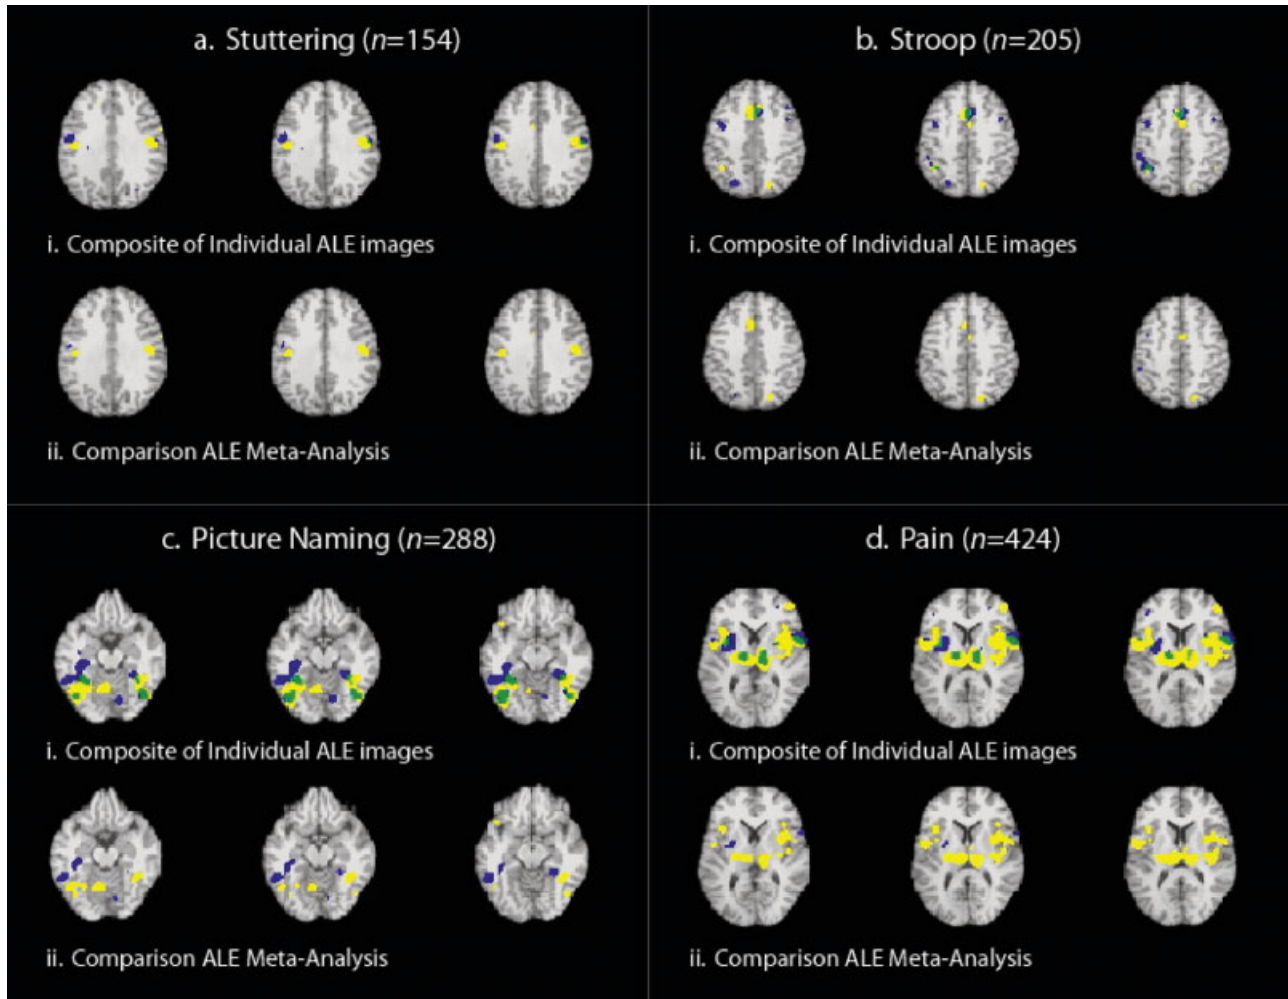 a. Stuttering (n=154)
i. Composite of Individual ALE images
ii. Comparison ALE Meta-Analysis
b. Stroop (n=205)
i. Composite of Individual ALE images
ii. Comparison ALE Meta-Analysis
c. Picture Naming (n=288)
i. Composite of Individual ALE images
ii. Comparison ALE Meta-Analysis
d. Pain (n=424)
i. Composite of Individual ALE images
ii. Comparison ALE Meta-Analysis